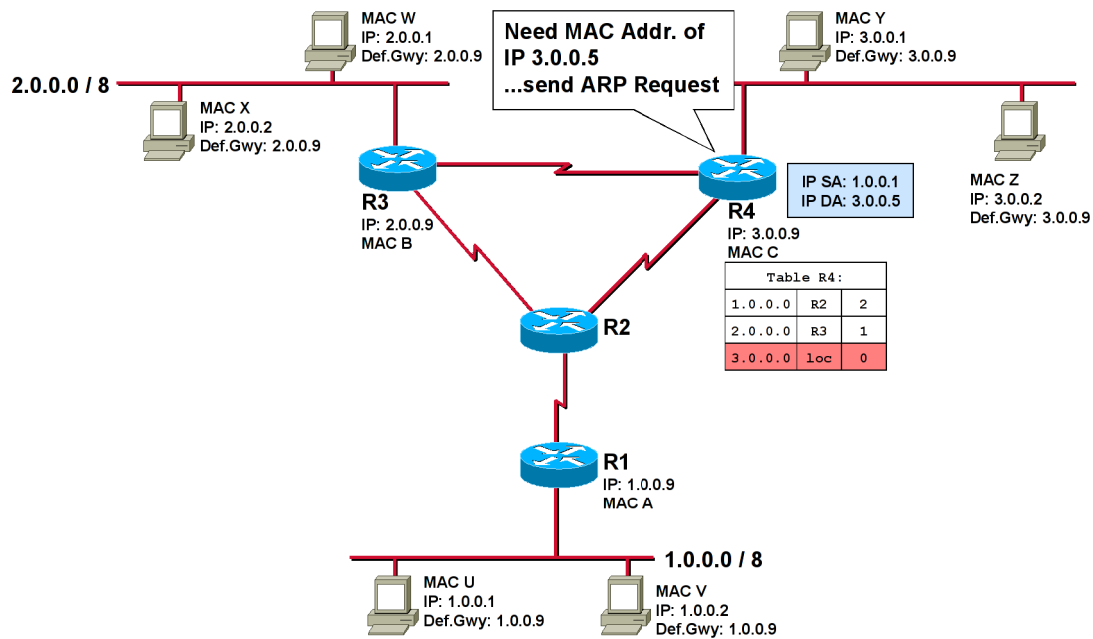 MAC W
IP: 2.0.0.1
Def.Gwy: 2.0.0.9
Need MAC Addr. of
IP 3.0.0.5
...send ARP Request
MAC Y
IP: 3.0.0.1
Def.Gwy: 3.0.0.9
2.0.0.0 / 8
MAC X
IP: 2.0.0.2
Def.Gwy: 2.0.0.9
MAC Z
IP: 3.0.0.2
Def.Gwy: 3.0.0.9
R3
IP: 2.0.0.9
MAC B
IP SA: 1.0.0.1
IP DA: 3.0.0.5
R4
IP: 3.0.0.9
MAC C
Table R4:
1.0.0.0 R2 2
2.0.0.0 R3 1
3.0.0.0 loc 0
R2
R1
IP: 1.0.0.9
MAC A
1.0.0.0 / 8
MAC U
IP: 1.0.0.1
Def.Gwy: 1.0.0.9
MAC V
IP: 1.0.0.2
Def.Gwy: 1.0.0.9